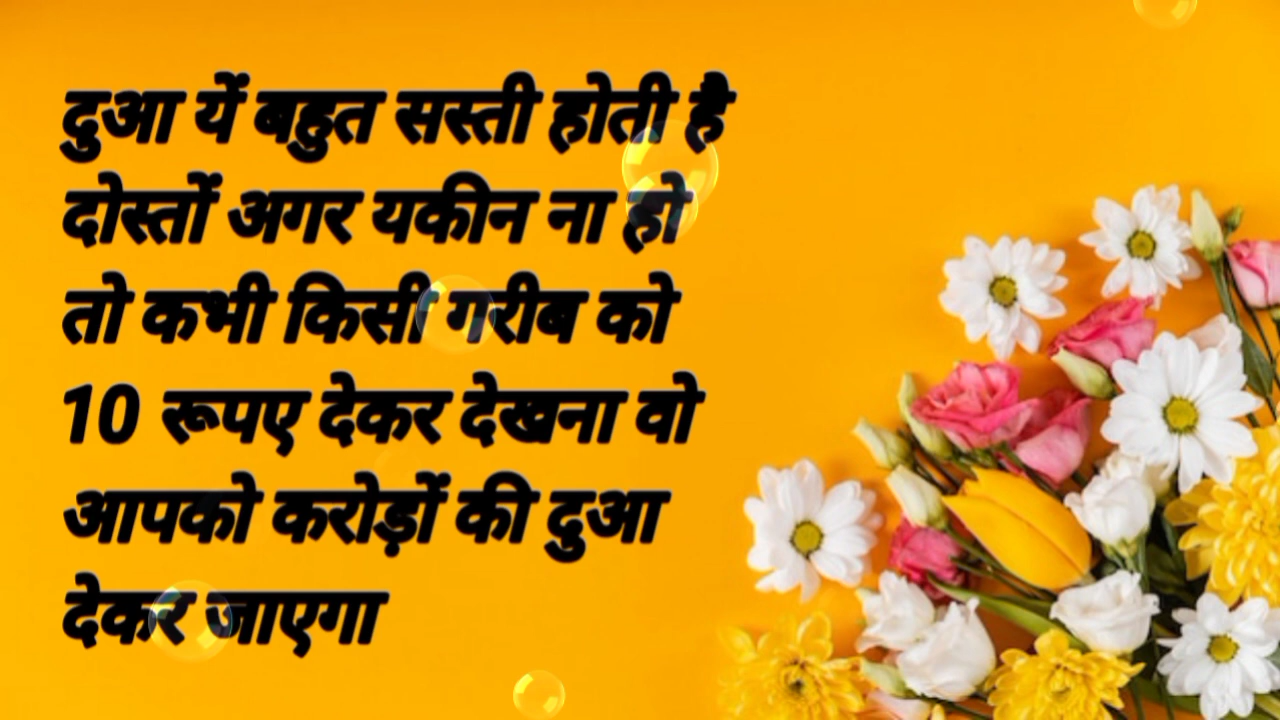 दुआ यें बहुत सस्ती होती है
दोस्तों अगर यकीन ना हो
तो कभी किसी गरीब को
10 रूपए देकर देखना वो
आपको करोड़ों की दुआ
देकर जाएगा